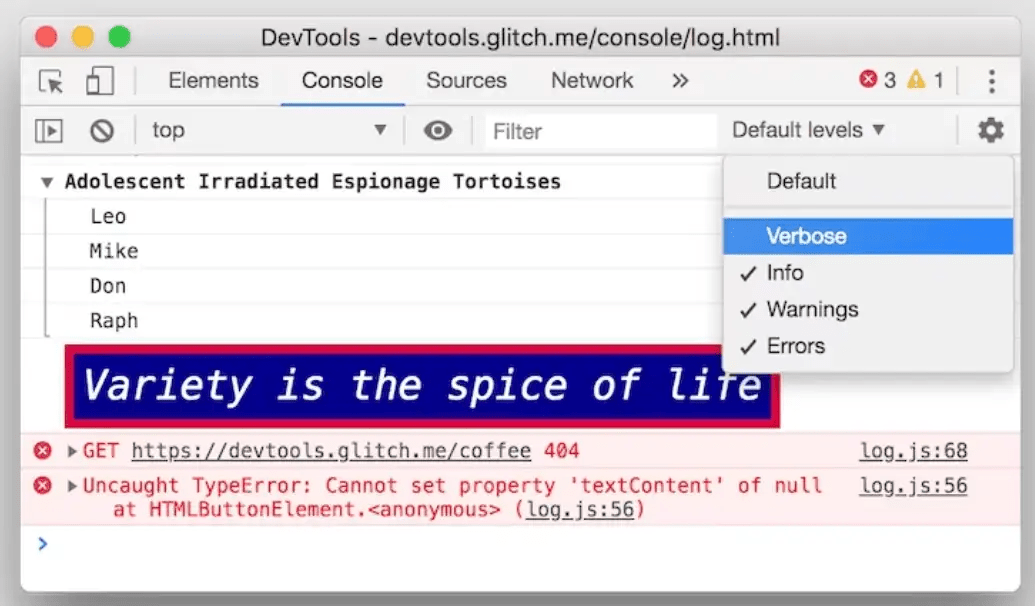 DevTools - devtools.glitch.me/console/log.html
Elements Console Sources Network » 3 1
top Filter Default levels
Adolescent Irradiated Espionage Tortoises
Leo
Mike
Don
Raph
Default
Verbose
Info
Warnings
Errors
Variety is the spice of life
GET https://devtools.glitch.me/coffee 404 log.js:68
Uncaught TypeError: Cannot set property 'textContent' of null log.js:56
at HTMLButtonElement.<anonymous> (log.js:56)